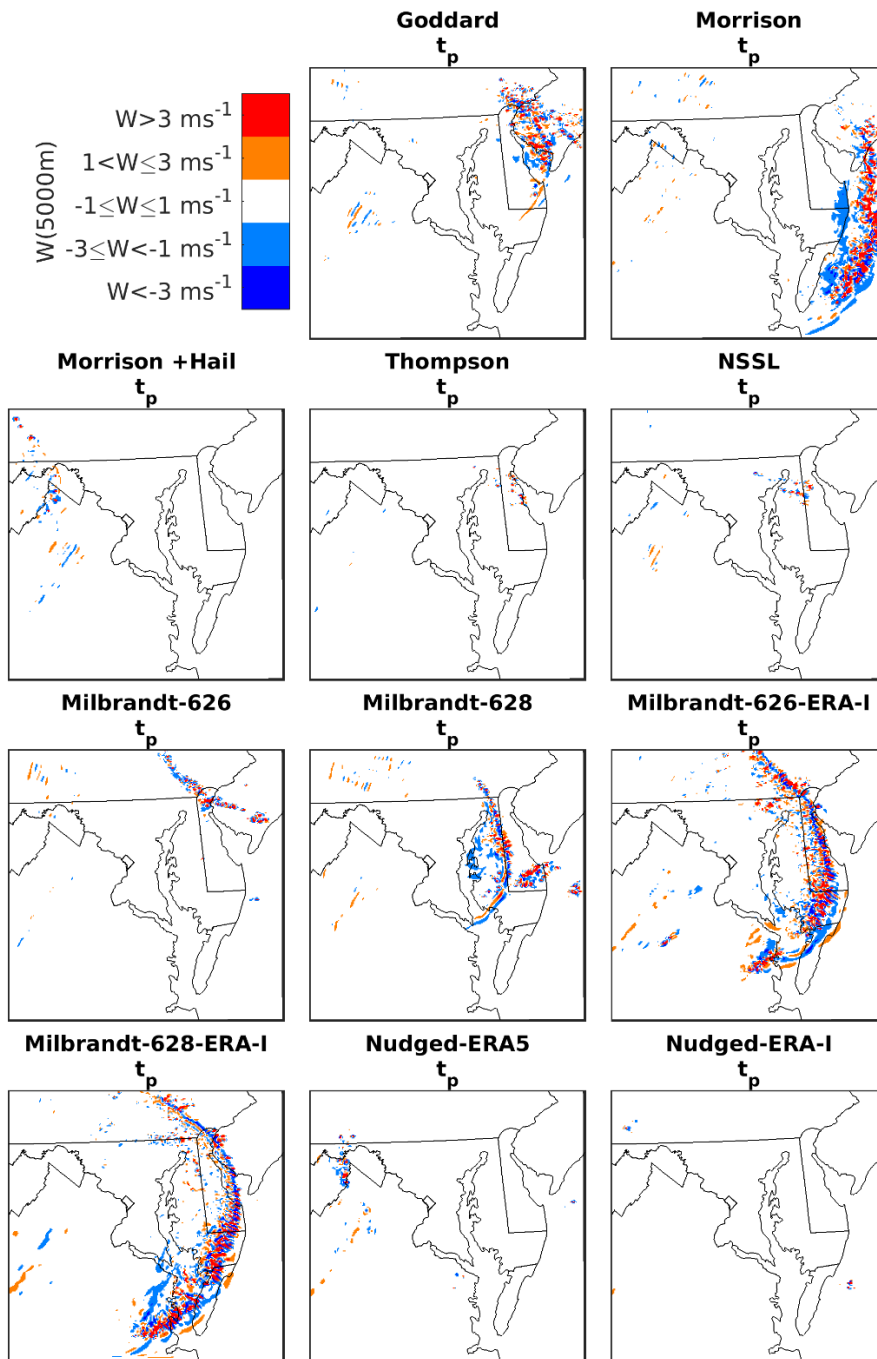 Goddard
t_p
Morrison
t_p
W(5000m)
W>3 ms⁻¹
1<W≤3 ms⁻¹
-1≤W≤1 ms⁻¹
-3≤W<-1 ms⁻¹
W<-3 ms⁻¹
Morrison +Hail
t_p
Thompson
t_p
NSSL
t_p
Milbrandt-626
t_p
Milbrandt-628
t_p
Milbrandt-626-ERA-I
t_p
Milbrandt-628-ERA-I
t_p
Nudged-ERA5
t_p
Nudged-ERA-I
t_p